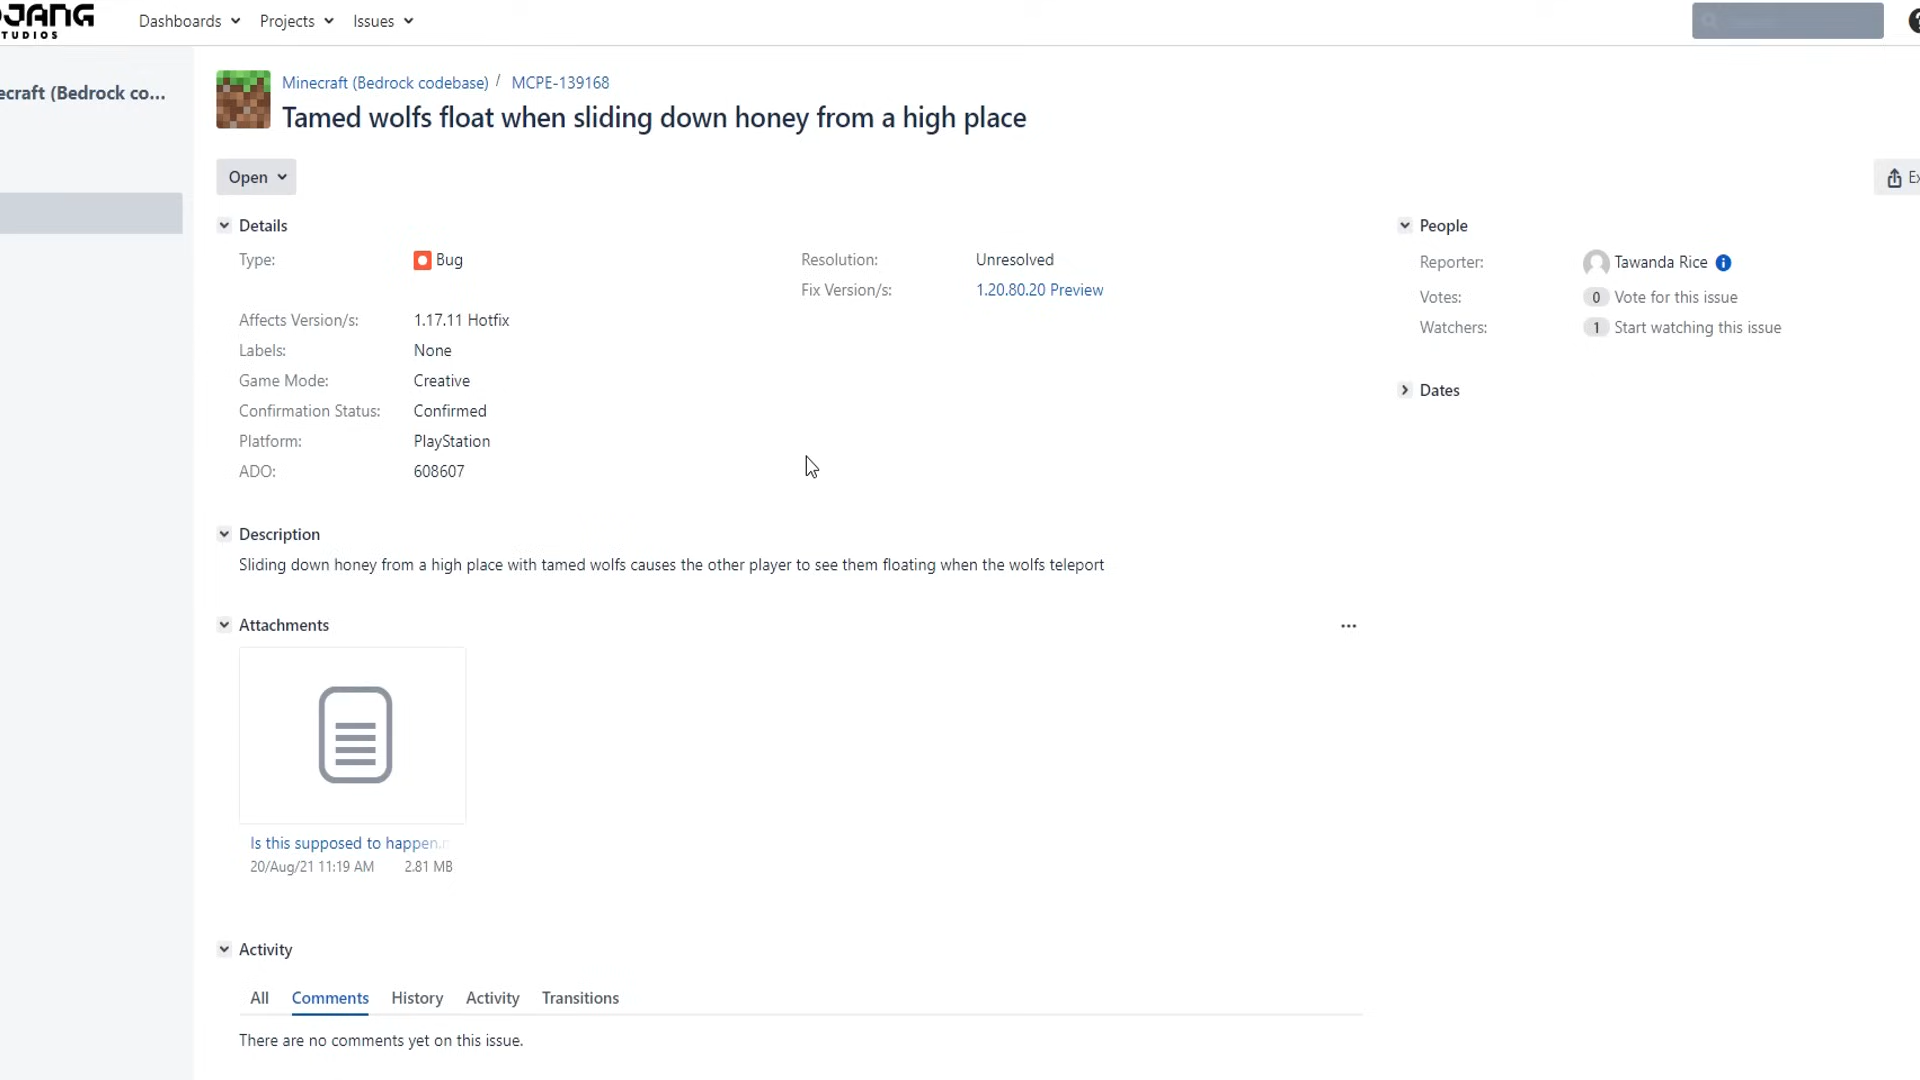 OJANG
TUDIOS
Dashboards
Projects
Issues
ecraft (Bedrock co...
Minecraft (Bedrock codebase) / MCPE-139168
Tamed wolfs float when sliding down honey from a high place
Open
Ex
Details
Type: Bug
Resolution: Unresolved
Fix Version/s: 1.20.80.20 Preview
Affects Version/s: 1.17.11 Hotfix
Labels: None
Game Mode: Creative
Confirmation Status: Confirmed
Platform: PlayStation
ADO: 608607
People
Reporter: Tawanda Rice
Votes: 0 Vote for this issue
Watchers: 1 Start watching this issue
Dates
Description
Sliding down honey from a high place with tamed wolfs causes the other player to see them floating when the wolfs teleport
Attachments
Is this supposed to happen.
20/Aug/21 11:19 AM 2.81 MB
Activity
All Comments History Activity Transitions
There are no comments yet on this issue.